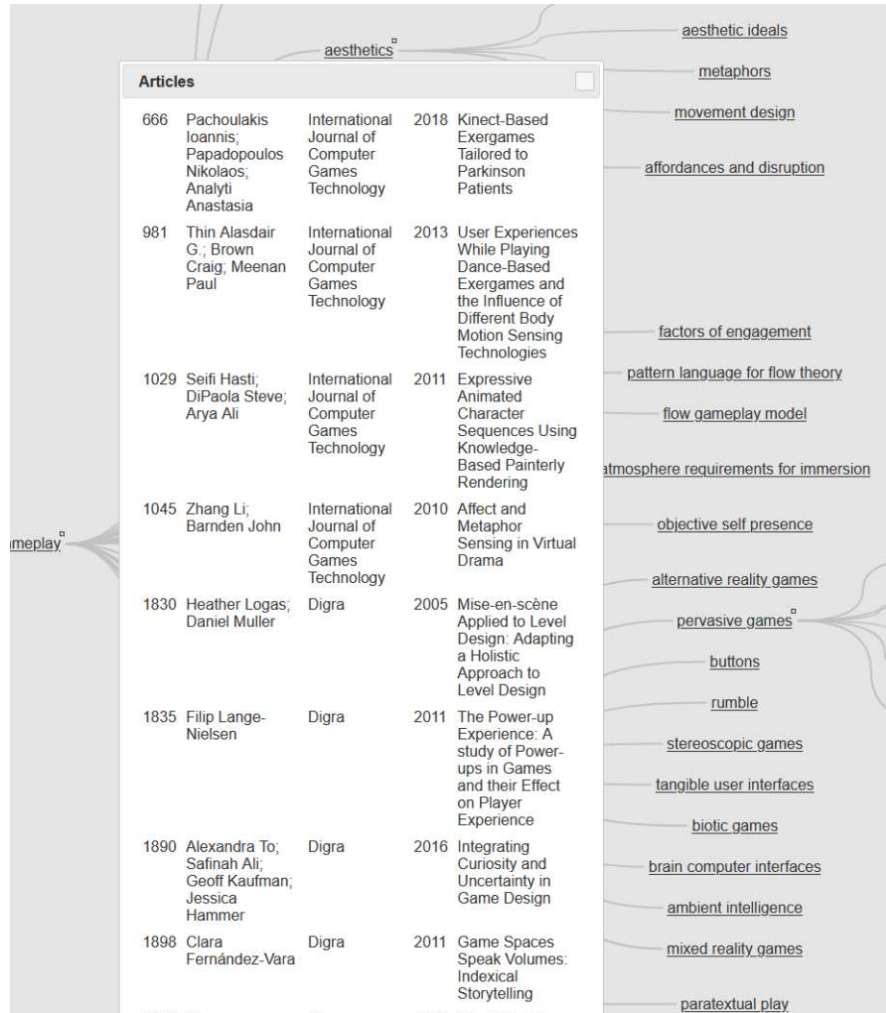 aesthetics
aesthetic ideals
metaphors
movement design
affordances and disruption
factors of engagement
pattern language for flow theory
flow gameplay model
atmosphere requirements for immersion
objective self presence
alternative reality games
pervasive games
buttons
rumble
stereoscopic games
tangible user interfaces
biotic games
brain computer interfaces
ambient intelligence
mixed reality games
paratextual play
ameplay
Articles
666 Pachoulakis International 2018 Kinect-Based
Ioannis; Journal of Exergames
Papadopoulos Computer Tailored to
Nikolaos; Games Parkinson
Analyti Technology Patients
Anastasia
981 Thin Alasdair International 2013 User Experiences
G.; Brown Journal of While Playing
Craig; Meenan Computer Dance-Based
Paul Games Exergames and
Technology the Influence of
Different Body
Motion Sensing
Technologies
1029 Seifi Hasti; International 2011 Expressive
DiPaola Steve; Journal of Animated
Arya Ali Computer Character
Games Sequences Using
Technology Knowledge-
Based Painterly
Rendering
1045 Zhang Li; International 2010 Affect and
Barnden John Journal of Metaphor
Computer Sensing in Virtual
Games Drama
Technology
1830 Heather Logas; Digra 2005 Mise-en-scène
Daniel Muller Applied to Level
Design: Adapting
a Holistic
Approach to
Level Design
1835 Filip Lange- Digra 2011 The Power-up
Nielsen Experience: A
study of Power-
ups in Games
and their Effect
on Player
Experience
1890 Alexandra To; Digra 2016 Integrating
Safinah Ali; Curiosity and
Geoff Kaufman; Uncertainty in
Jessica Game Design
Hammer
1898 Clara Digra 2011 Game Spaces
Fernández-Vara Speak Volumes:
Indexical
Storytelling